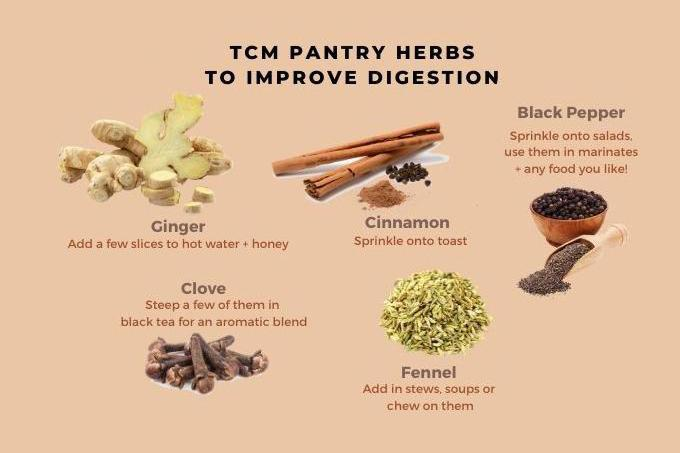 TCM PANTRY HERBS
TO IMPROVE DIGESTION
Black Pepper
Sprinkle onto salads,
use them in marinates
+ any food you like!
Ginger
Add a few slices to hot water + honey
Cinnamon
Sprinkle onto toast
Clove
Steep a few of them in
black tea for an aromatic blend
Fennel
Add in stews, soups or
chew on them